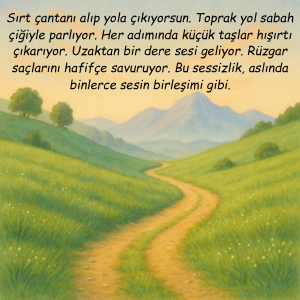 Sırt çantanı alıp yola çıkıyorsun. Toprak yol sabah
çiğiyle parlıyor. Her adımında küçük taşlar hışırtı
çıkarıyor. Uzaktan bir dere sesi geliyor. Rüzgar
saçlarını hafifçe savuruyor. Bu sessizlik, aslında
binlerce sesin birleşimi gibi.